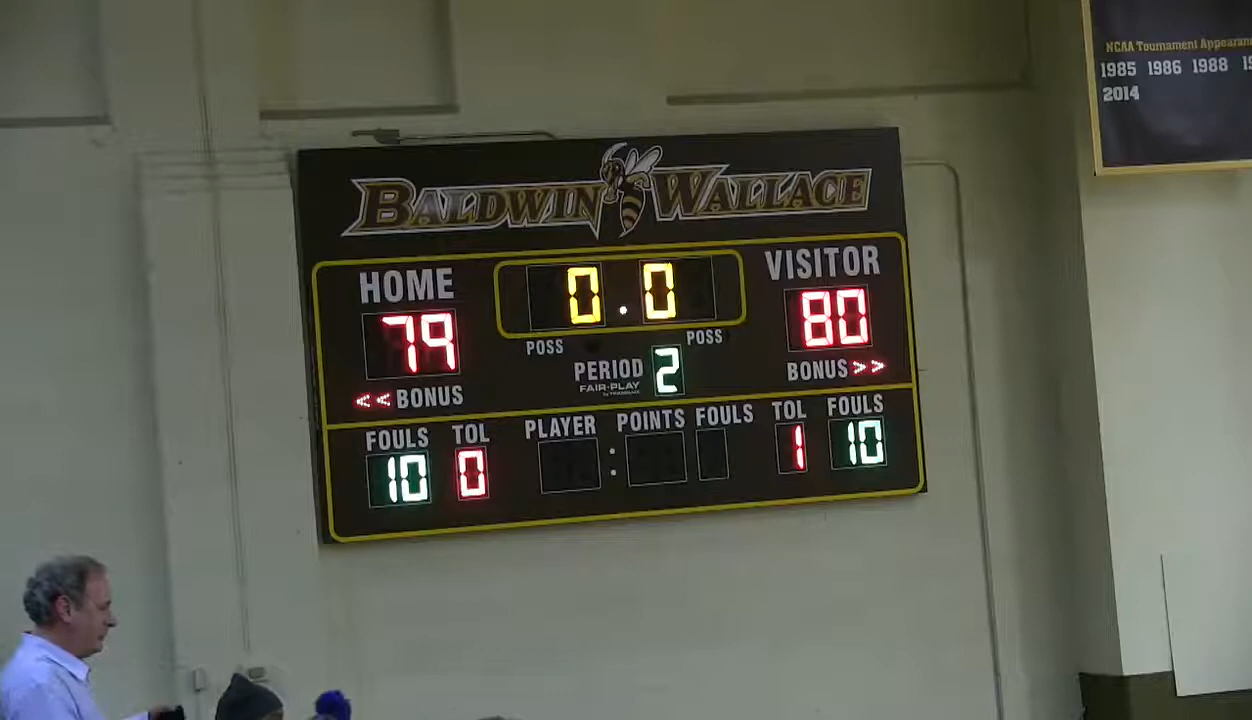 NCAA Tournament Appearan
1985 1986 1988
2014
BALDWIN WALLACE
HOME 0.0 VISITOR
79 80
POSS POSS
PERIOD 2
FAIR-PLAY
<< BONUS BONUS >>
FOULS TOL PLAYER POINTS FOULS TOL FOULS
10 0 : 1 10